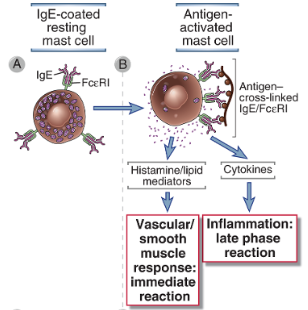 IgE-coated
resting
mast cell
Antigen-
activated
mast cell
A
B
IgE
FcεRI
Antigen–
cross-linked
IgE/FcεRI
Histamine/lipid
mediators
Cytokines
Vascular/
smooth
muscle
response:
immediate
reaction
Inflammation:
late phase
reaction